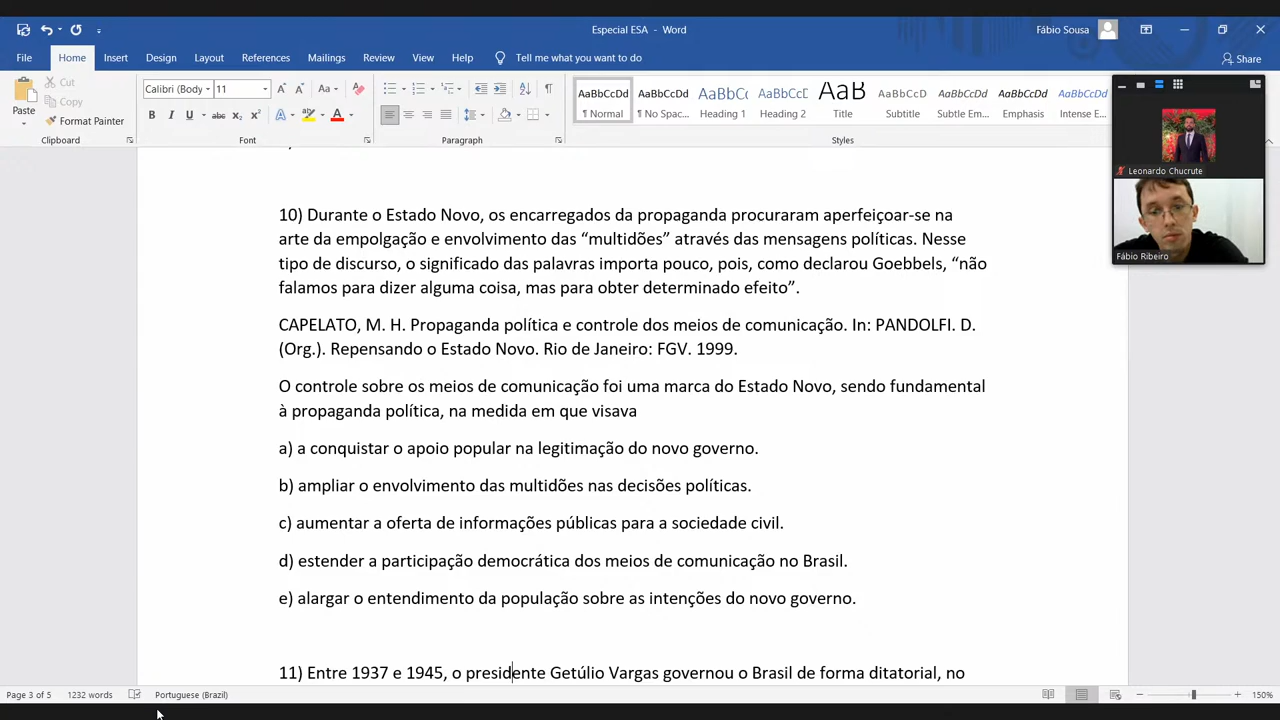 Especial ESA - Word
Fábio Sousa
File Home Insert Design Layout References Mailings Review View Help Tell me what you want to do
Share
Paste
Cut
Copy
Format Painter
Calibri (Body 11
B I U abc x₂ x² A
AaBbCcDd AaBbCcDd AaBbC AaBbCcD AaB AaBbCcD AaBbCcDd AaBbCcDd AaBbCcDd
¶ Normal ¶ No Spac... Heading 1 Heading 2 Title Subtitle Subtle Em... Emphasis Intense E...
Clipboard Font Paragraph Styles
Leonardo Chucrute
Fábio Ribeiro
10) Durante o Estado Novo, os encarregados da propaganda procuraram aperfeiçoar-se na
arte da empolgação e envolvimento das “multidões” através das mensagens políticas. Nesse
tipo de discurso, o significado das palavras importa pouco, pois, como declarou Goebbels, “não
falamos para dizer alguma coisa, mas para obter determinado efeito”.
CAPELATO, M. H. Propaganda política e controle dos meios de comunicação. In: PANDOLFI. D.
(Org.). Repensando o Estado Novo. Rio de Janeiro: FGV. 1999.
O controle sobre os meios de comunicação foi uma marca do Estado Novo, sendo fundamental
à propaganda política, na medida em que visava
a) a conquistar o apoio popular na legitimação do novo governo.
b) ampliar o envolvimento das multidões nas decisões políticas.
c) aumentar a oferta de informações públicas para a sociedade civil.
d) estender a participação democrática dos meios de comunicação no Brasil.
e) alargar o entendimento da população sobre as intenções do novo governo.
11) Entre 1937 e 1945, o presidente Getúlio Vargas governou o Brasil de forma ditatorial, no
Page 3 of 5 1232 words Portuguese (Brazil) 150%